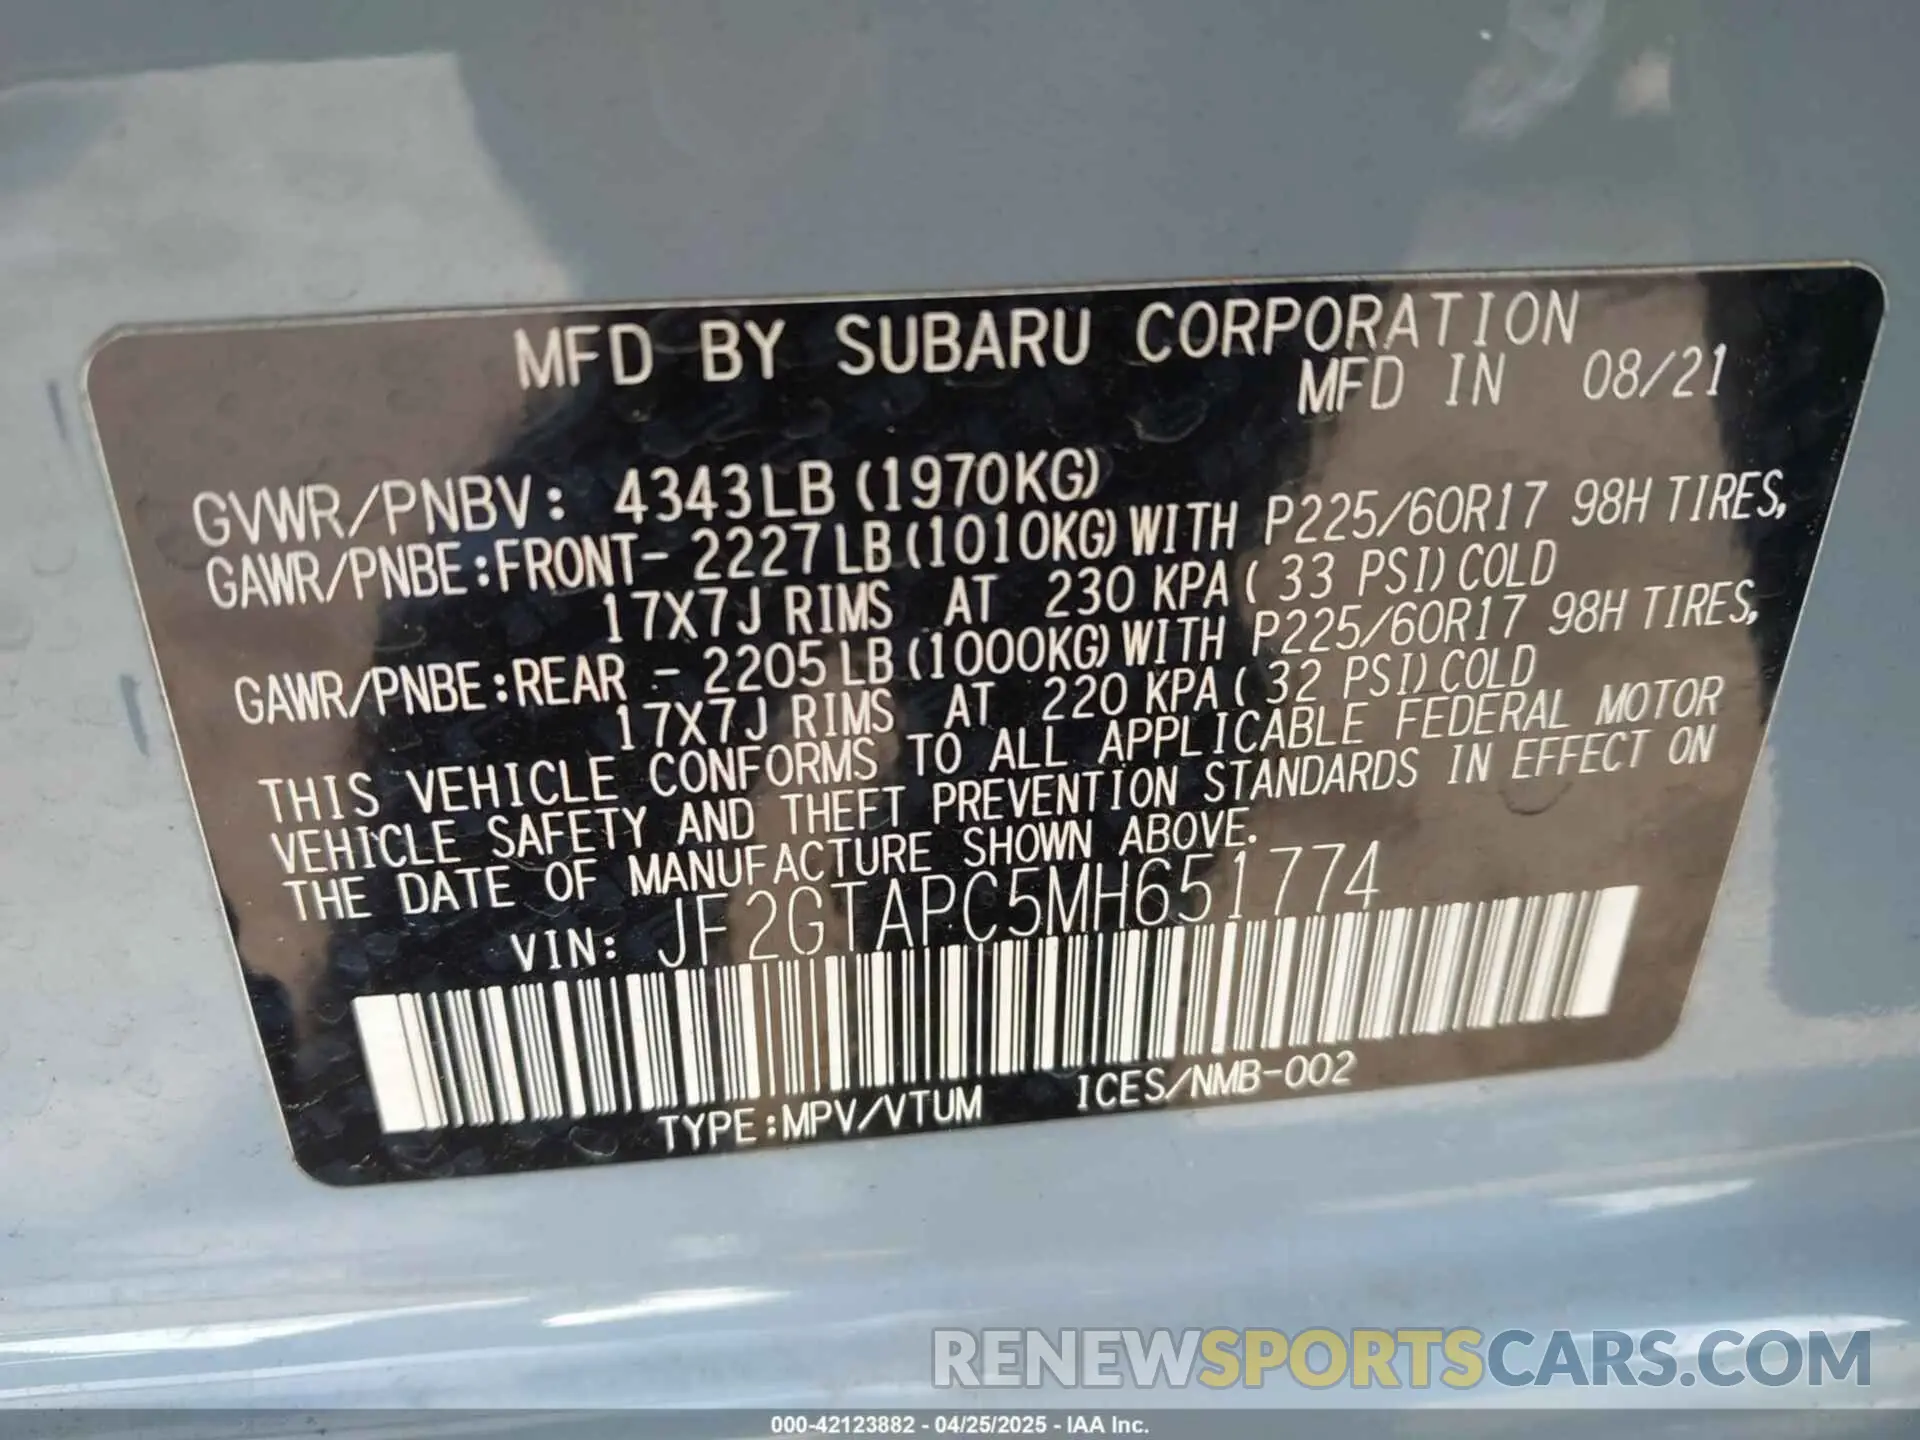 MFD BY SUBARU CORPORATION
MFD IN 08/21
GVWR/PNBV: 4343LB (1970KG)
GAWR/PNBE:FRONT- 2227LB(1010KG)WITH P225/60R17 98H TIRES,
17X7J RIMS AT 230 KPA( 33 PSI)COLD
GAWR/PNBE:REAR - 2205LB(1000KG)WITH P225/60R17 98H TIRES,
17X7J RIMS AT 220 KPA( 32 PSI)COLD
THIS VEHICLE CONFORMS TO ALL APPLICABLE FEDERAL MOTOR
VEHICLE SAFETY AND THEFT PREVENTION STANDARDS IN EFFECT ON
THE DATE OF MANUFACTURE SHOWN ABOVE.
VIN: JF2GTAPC5MH651774
TYPE:MPV/VTUM ICES/NMB-002
RENEWSPORTSCARS.COM
000-42123882 - 04/25/2025 - IAA Inc.